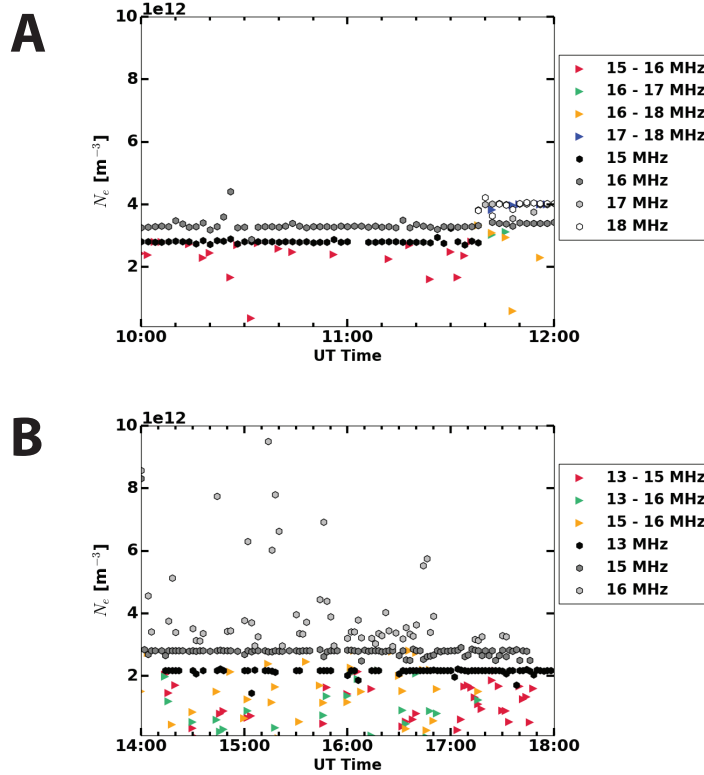 A
1e12
10
8
6
4
2
N_e [m^{-3}]
10:00 11:00 12:00
UT Time
15 - 16 MHz
16 - 17 MHz
16 - 18 MHz
17 - 18 MHz
15 MHz
16 MHz
17 MHz
18 MHz
B
1e12
10
8
6
4
2
N_e [m^{-3}]
14:00 15:00 16:00 17:00 18:00
UT Time
13 - 15 MHz
13 - 16 MHz
15 - 16 MHz
13 MHz
15 MHz
16 MHz